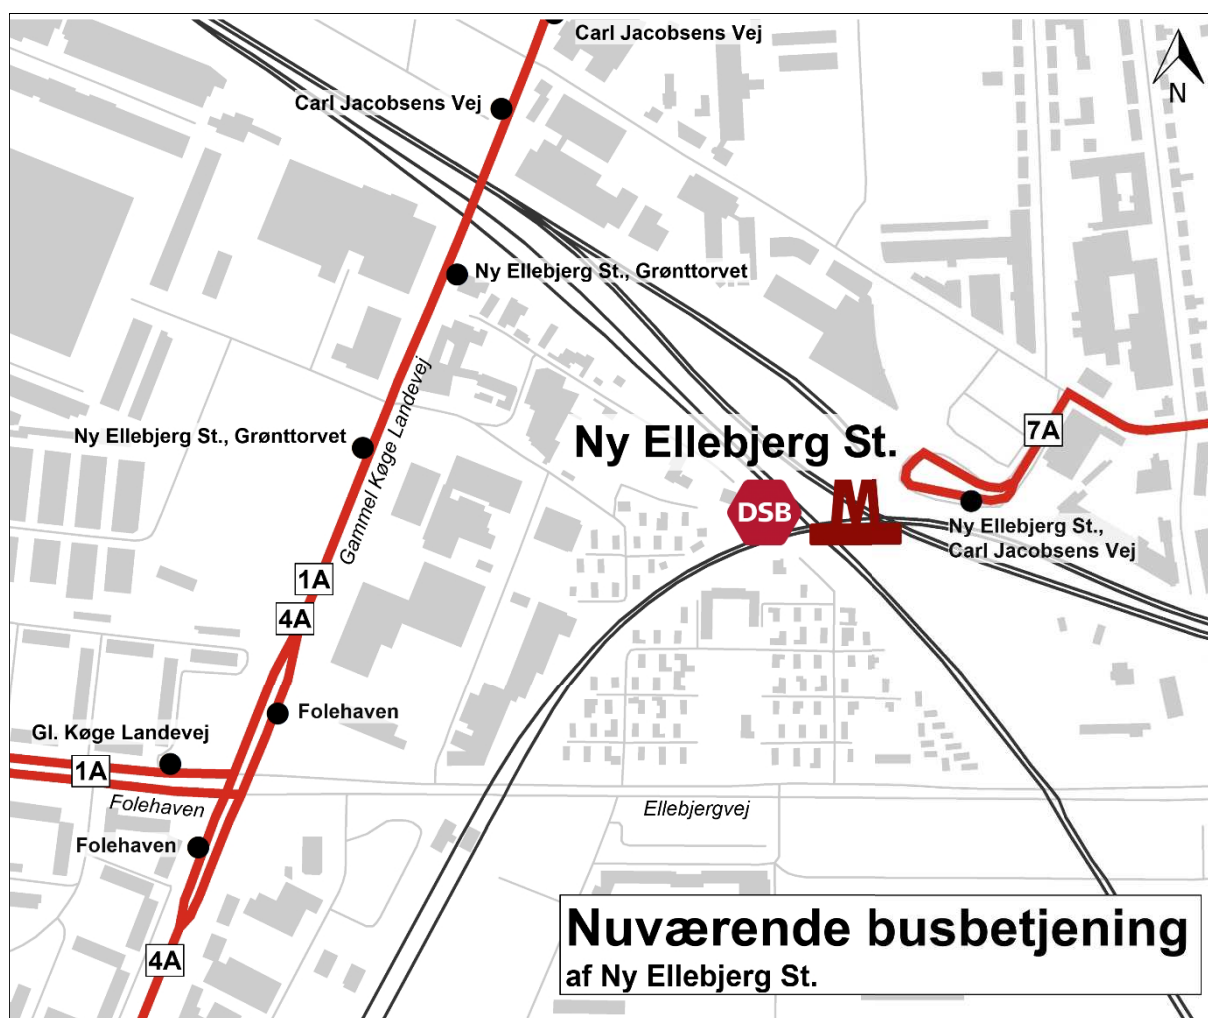 Carl Jacobsens Vej
N
Carl Jacobsens Vej
Ny Ellebjerg St., Grønttorvet
Gammel Køge Landevej
Ny Ellebjerg St., Grønttorvet
Ny Ellebjerg St.
7A
DSB
M
Ny Ellebjerg St.,
Carl Jacobsens Vej
1A
4A
Folehaven
Gl. Køge Landevej
1A
Folehaven
Ellebjergvej
Folehaven
4A
Nuværende busbetjening
af Ny Ellebjerg St.